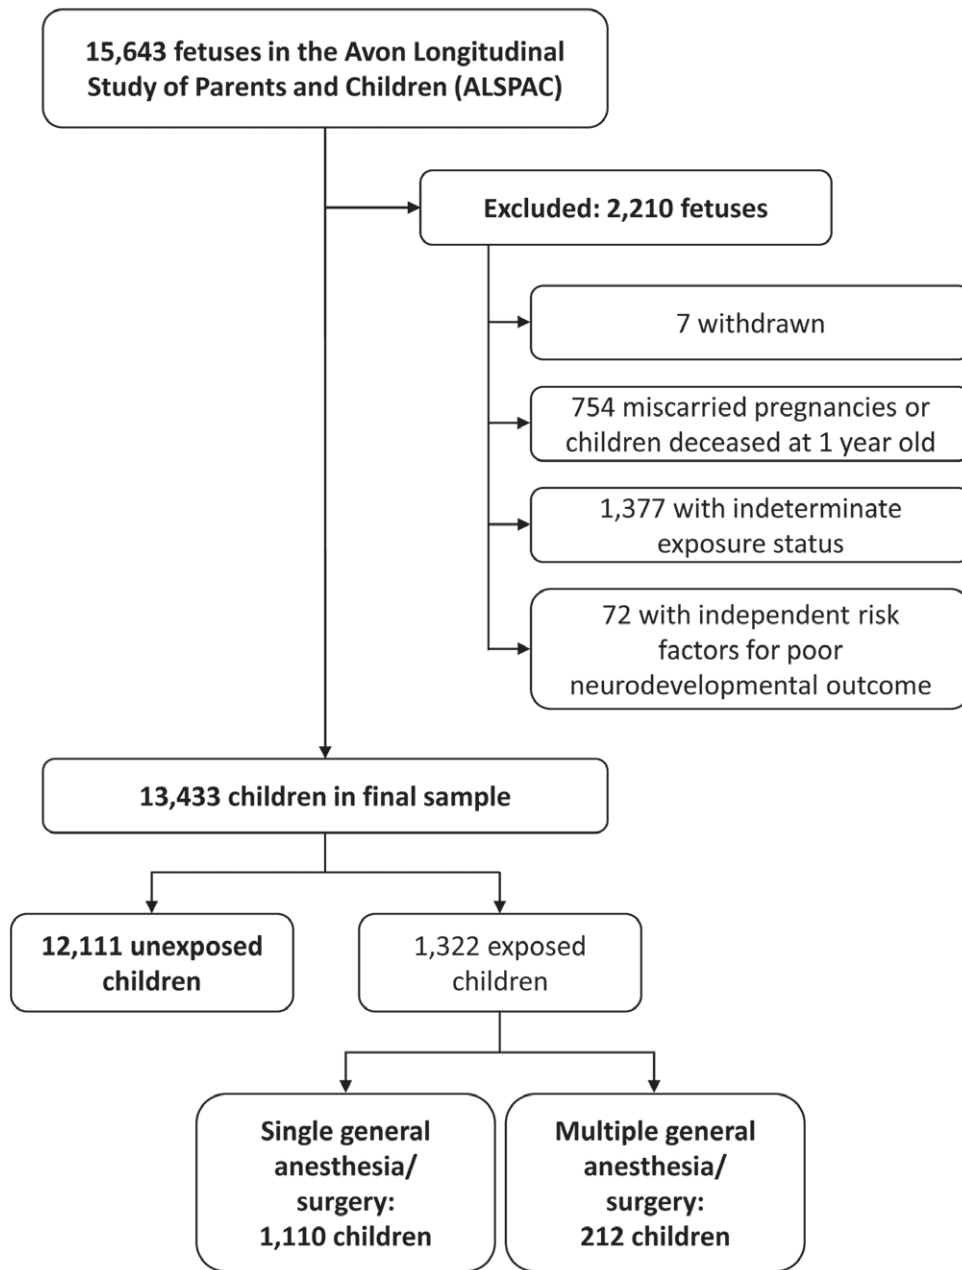 15,643 fetuses in the Avon Longitudinal
Study of Parents and Children (ALSPAC)
Excluded: 2,210 fetuses
7 withdrawn
754 miscarried pregnancies or
children deceased at 1 year old
1,377 with indeterminate
exposure status
72 with independent risk
factors for poor
neurodevelopmental outcome
13,433 children in final sample
12,111 unexposed
children
1,322 exposed
children
Single general
anesthesia/
surgery:
1,110 children
Multiple general
anesthesia/
surgery:
212 children